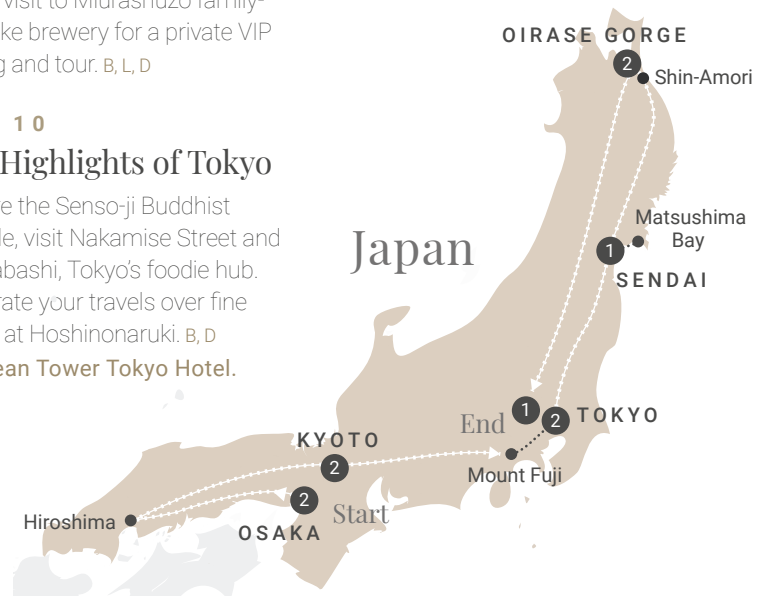 visit to Miurashuzo family-
ke brewery for a private VIP
g and tour. B, L, D
10
Highlights of Tokyo
e the Senso-ji Buddhist
le, visit Nakamise Street and
abashi, Tokyo's foodie hub.
rate your travels over fine
at Hoshinonaruki. B, D
ean Tower Tokyo Hotel.
OIRASE GORGE
2
Shin-Amori
Japan
Matsushima
Bay
1
SENDAI
End
1
2
TOKYO
Mount Fuji
KYOTO
2
2
Start
OSAKA
Hiroshima